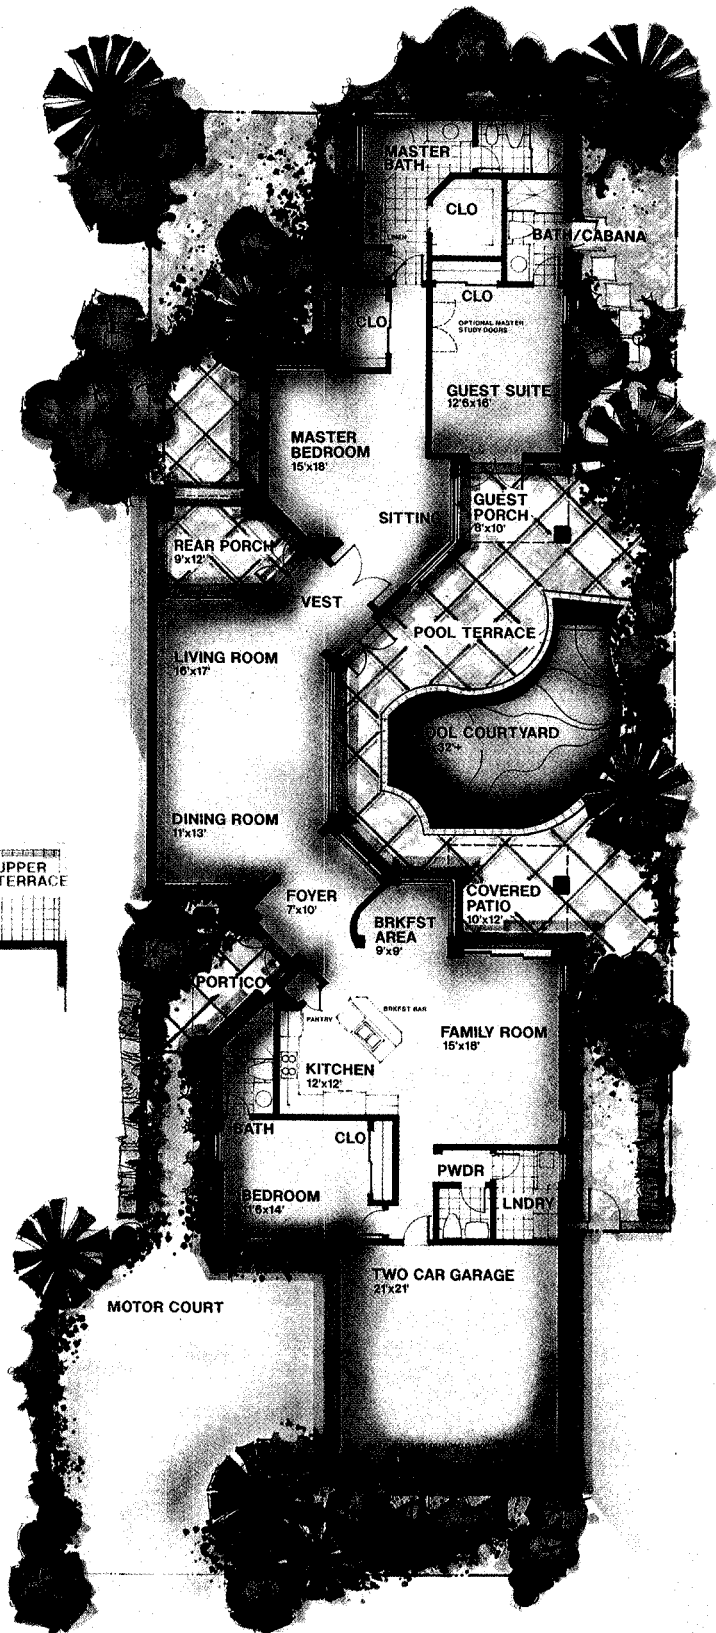 MASTER
BATH
CLO
BATH/CABANA
LINEN
CLO
CLO
OPTIONAL MASTER
STUDY DOORS
GUEST SUITE
12'6x16'
MASTER
BEDROOM
15'x18'
SITTING
GUEST
PORCH
8'x10'
REAR PORCH
9'x12'
VEST
POOL TERRACE
LIVING ROOM
16'x17'
COURTYARD
32'+
DINING ROOM
11'x13'
UPPER
TERRACE
FOYER
7'x10'
BRKFST
AREA
9'x9'
COVERED
PATIO
10'x12'
PORTICO
PANTRY
BRKFST BAR
FAMILY ROOM
15'x18'
KITCHEN
12'x12'
BATH
CLO
PWDR
BEDROOM
LNDRY
TWO CAR GARAGE
21'x21'
MOTOR COURT